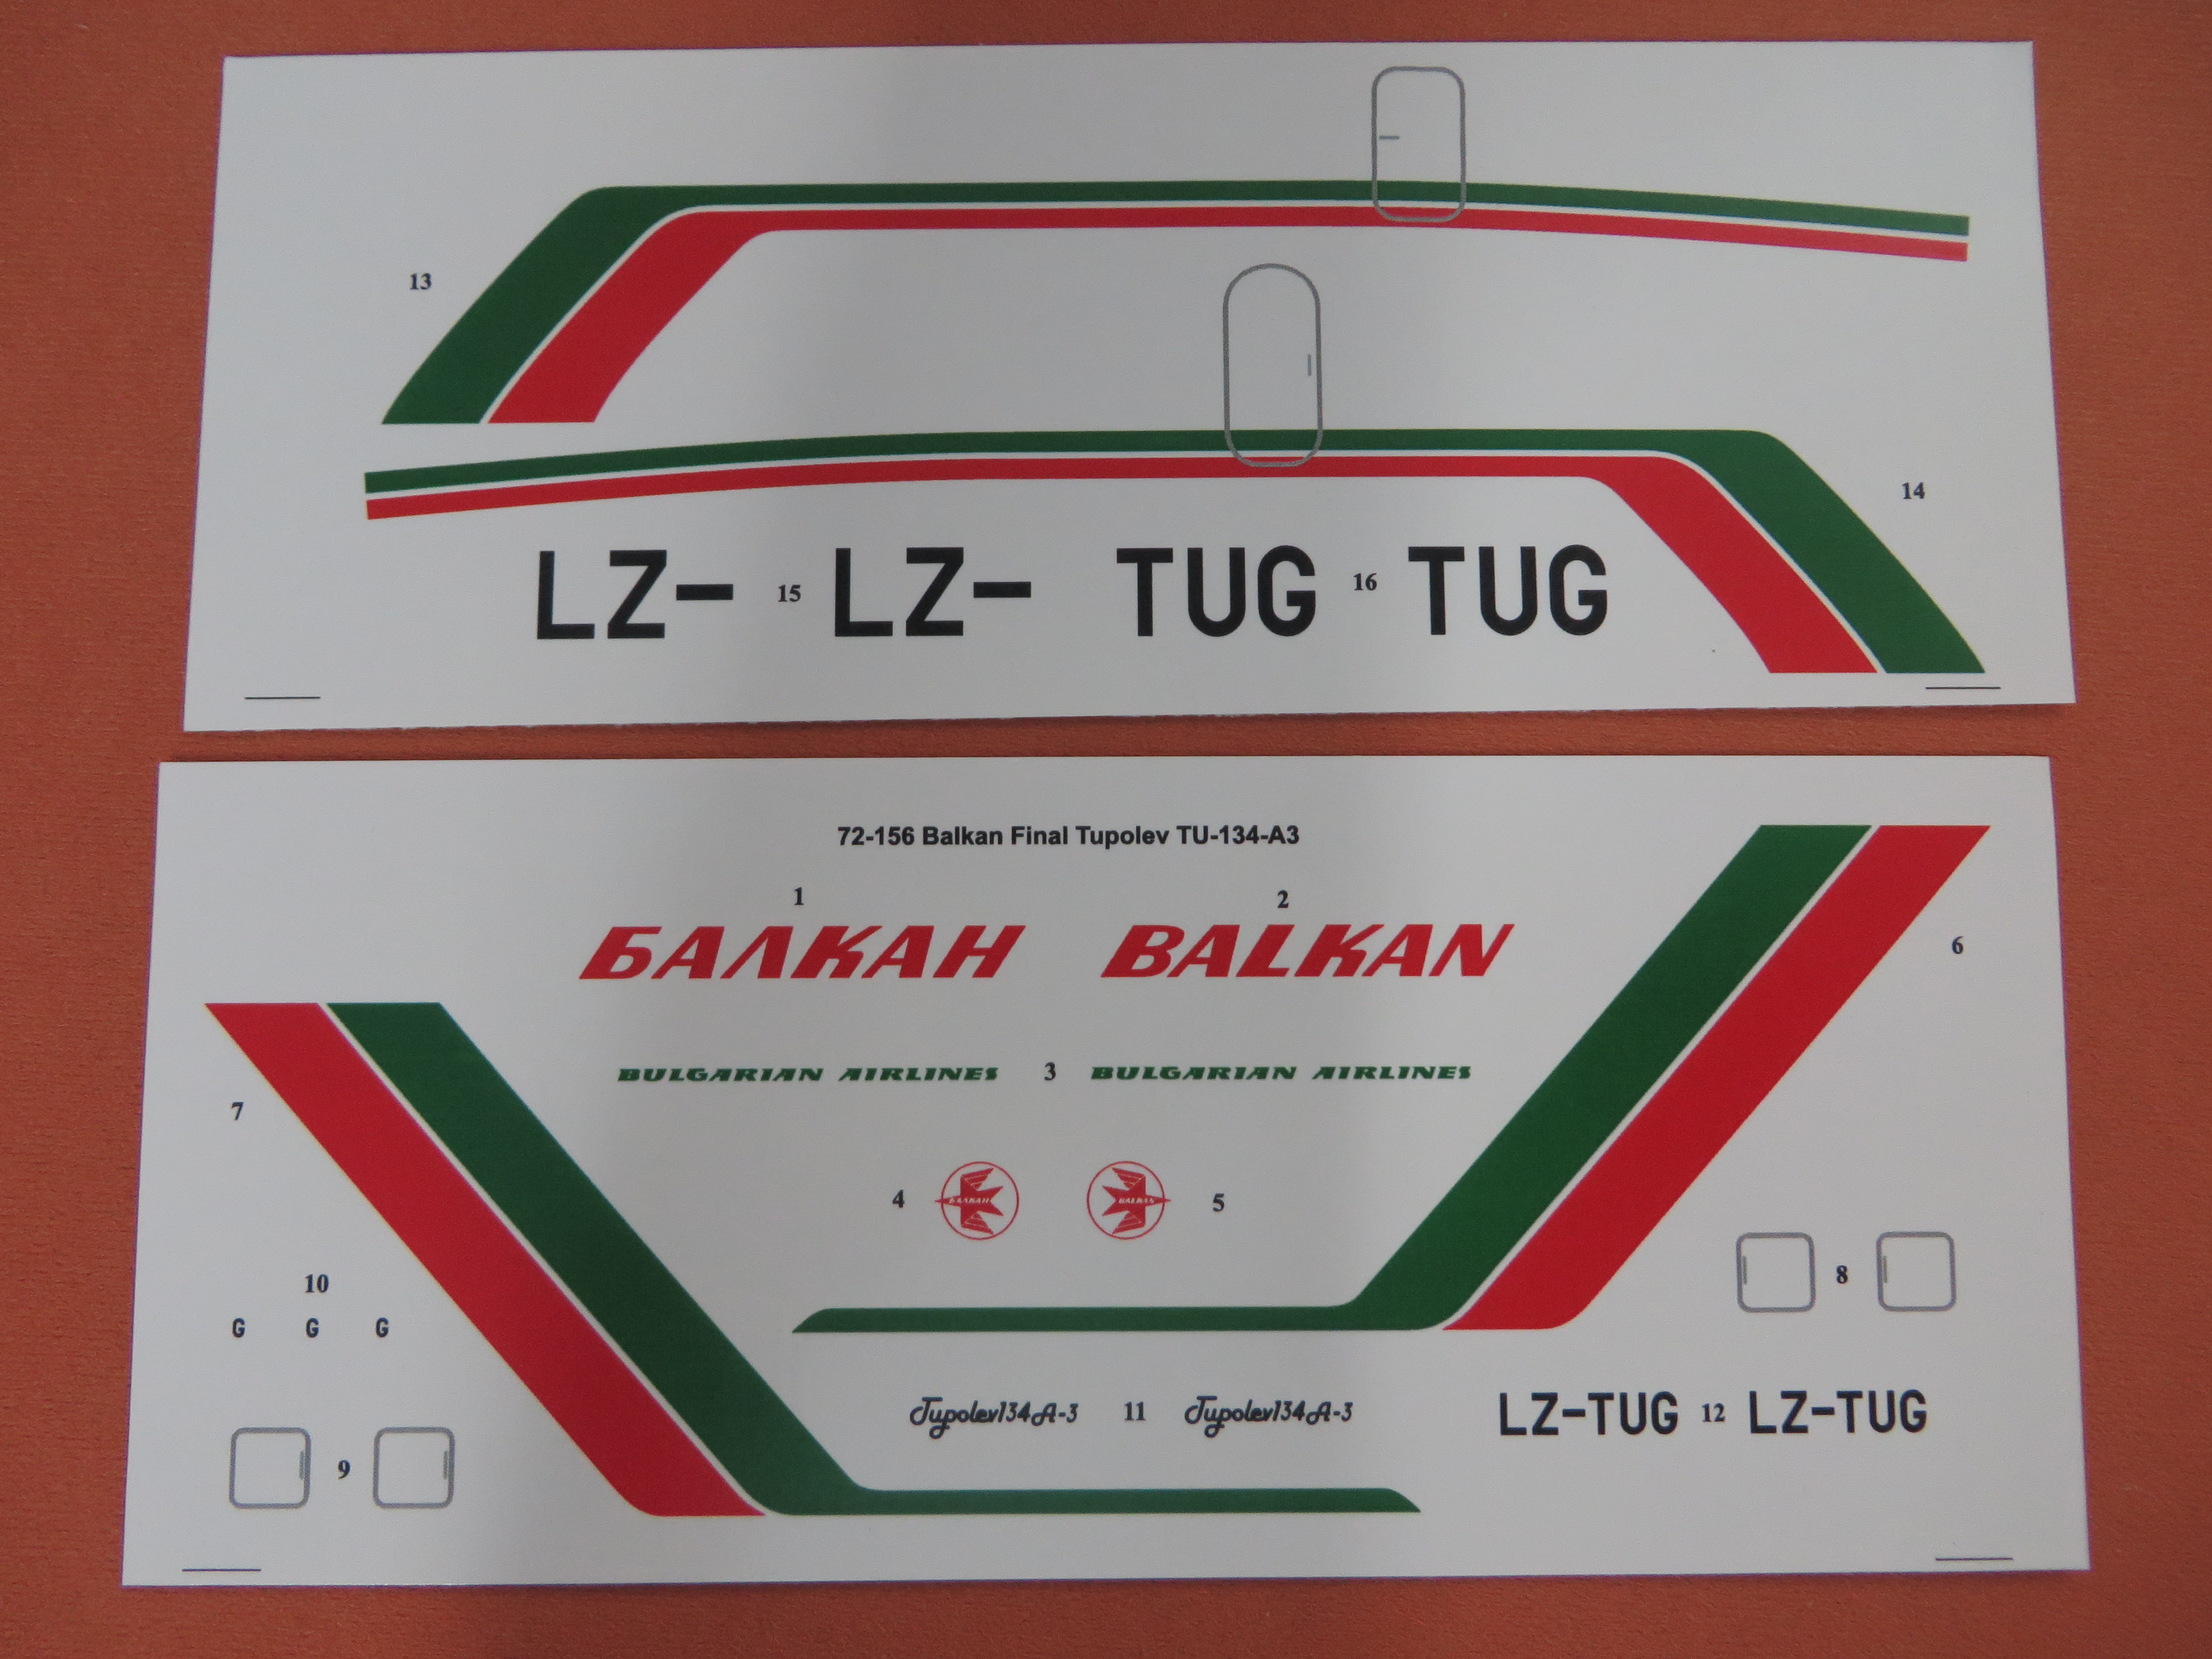 13
14
LZ- 15 LZ- TUG 16 TUG
72-156 Balkan Final Tupolev TU-134-A3
1 2
БАЛКАН BALKAN
6
BULGARIAN AIRLINES 3 BULGARIAN AIRLINES
7
4 БАЛКАН BALKAN 5
8
10
G G G
Tupolev134A-3 11 Tupolev134A-3
LZ-TUG 12 LZ-TUG
9